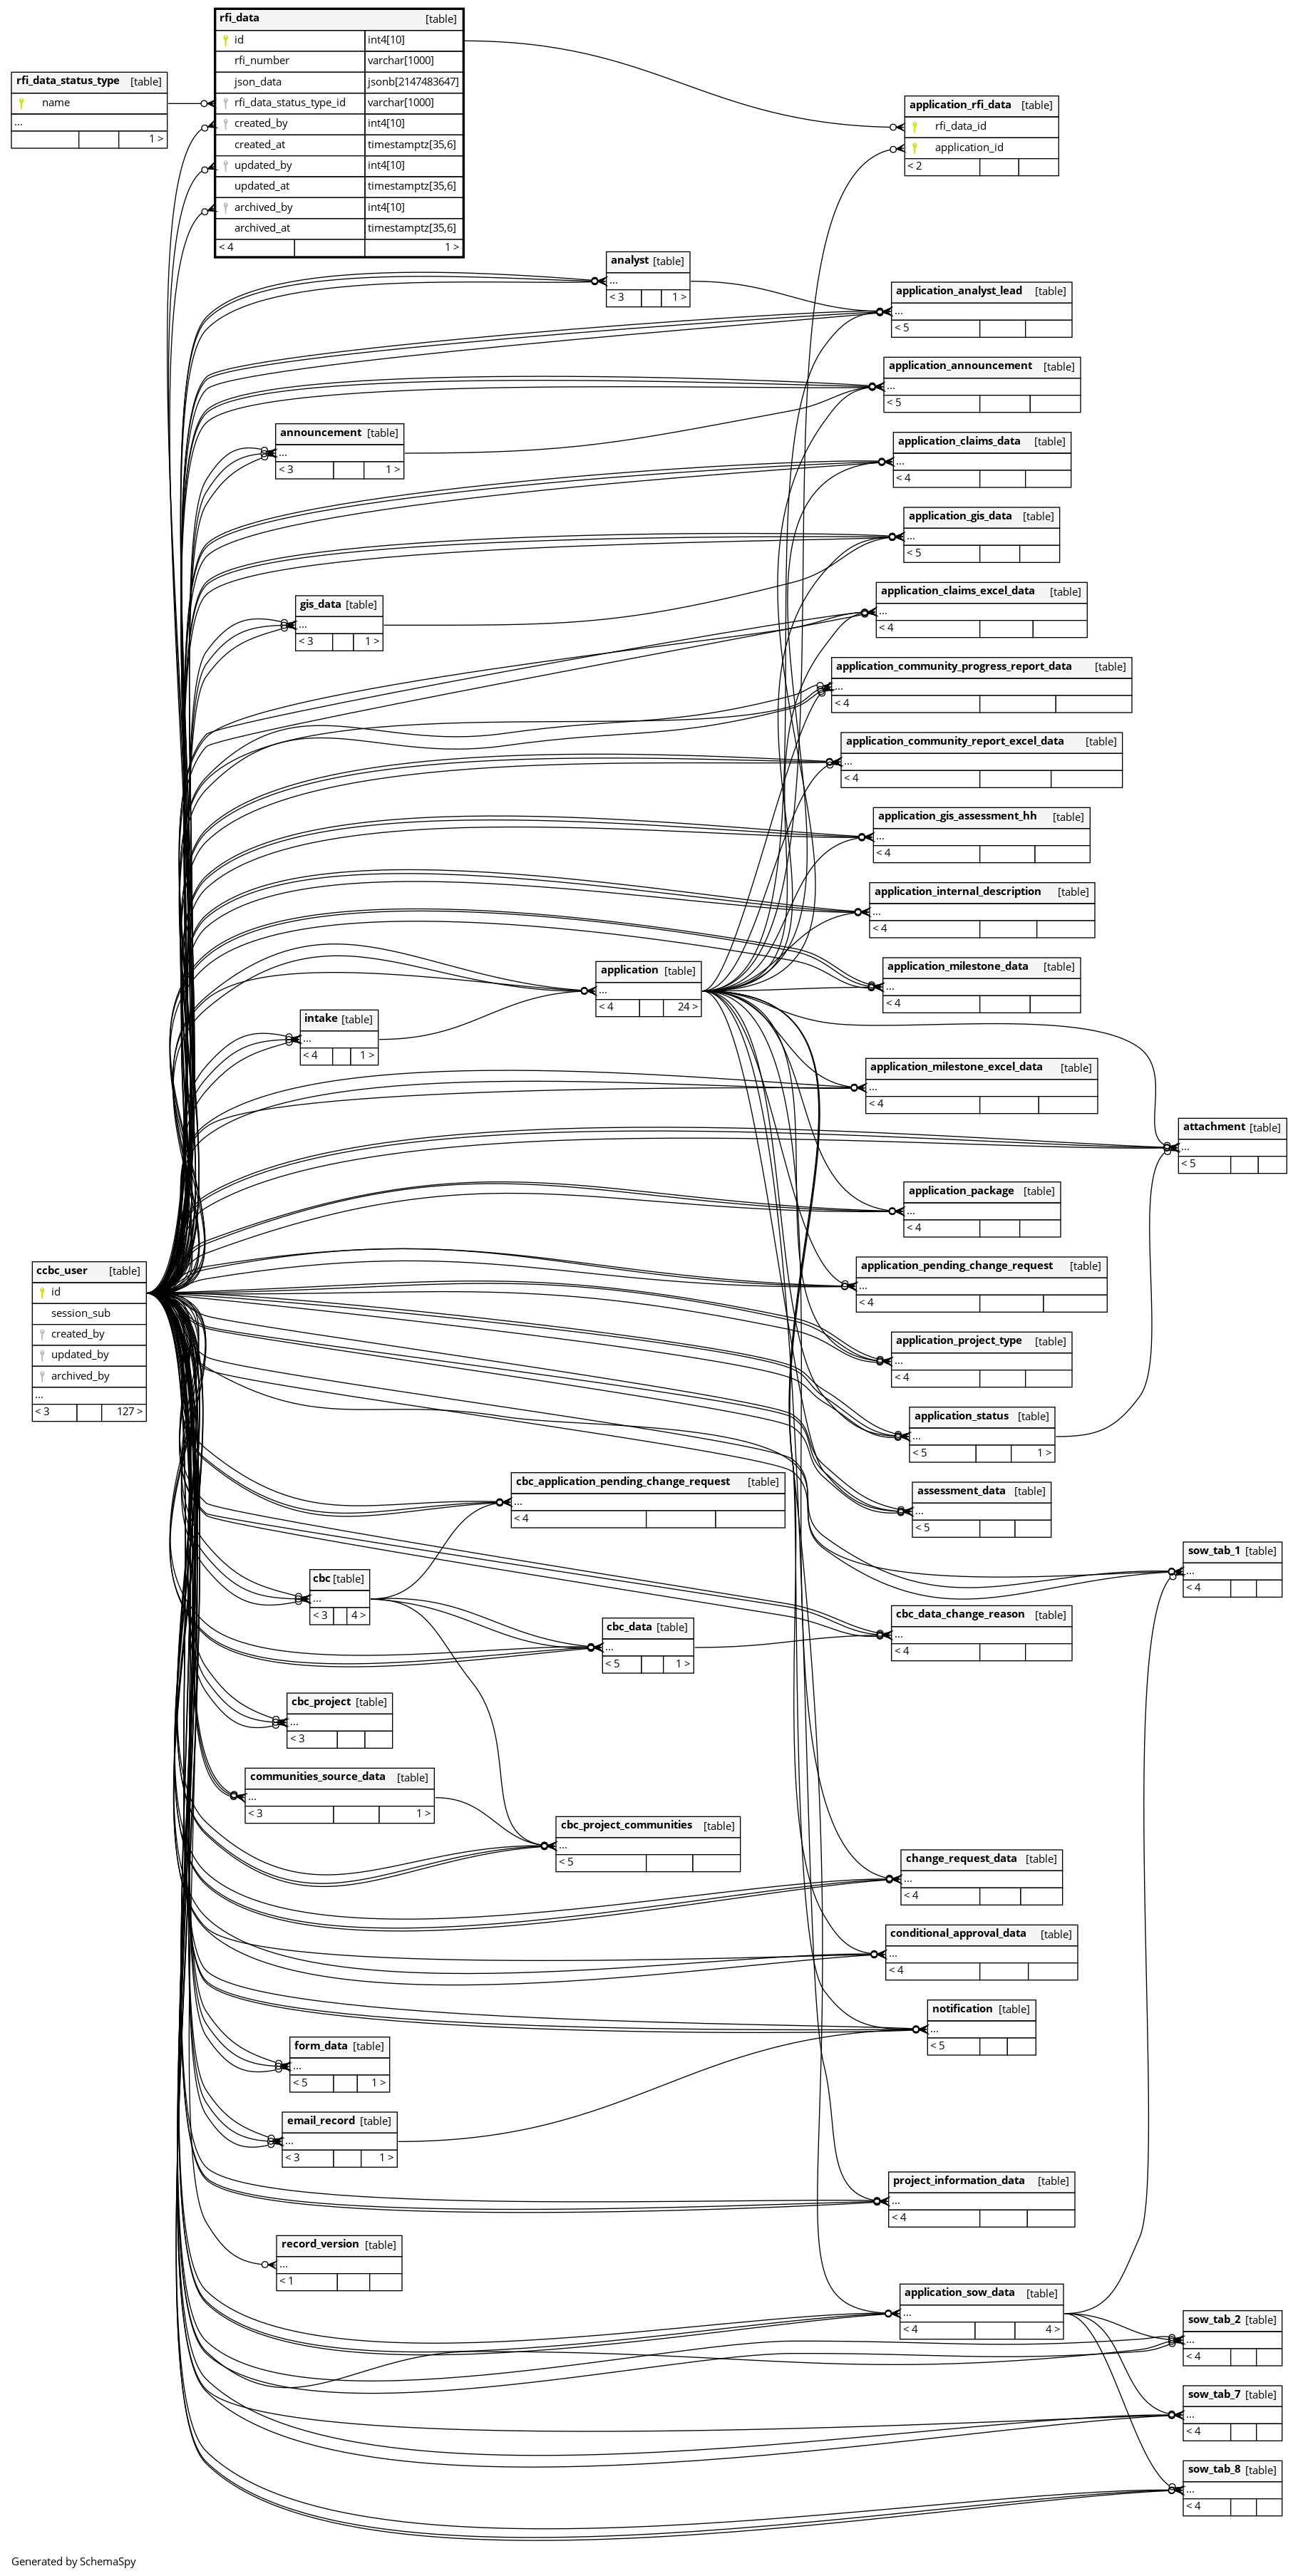 rfi_data [table]
id int4[10]
rfi_number varchar[1000]
json_data jsonb[2147483647]
rfi_data_status_type_id varchar[1000]
created_by int4[10]
created_at timestamptz[35,6]
updated_by int4[10]
updated_at timestamptz[35,6]
archived_by int4[10]
archived_at timestamptz[35,6]
< 4 1 >
rfi_data_status_type [table]
name
...
1 >
application_rfi_data [table]
rfi_data_id
application_id
< 2
analyst [table]
...
< 3 1 >
application_analyst_lead [table]
...
< 5
application_announcement [table]
...
< 5
announcement [table]
...
< 3 1 >
application_claims_data [table]
...
< 4
application_gis_data [table]
...
< 5
gis_data [table]
...
< 3 1 >
application_claims_excel_data [table]
...
< 4
application_community_progress_report_data [table]
...
< 4
application_community_report_excel_data [table]
...
< 4
application_gis_assessment_hh [table]
...
< 4
application_internal_description [table]
...
< 4
application_milestone_data [table]
...
< 4
application [table]
...
< 4 24 >
intake [table]
...
< 4 1 >
application_milestone_excel_data [table]
...
< 4
attachment [table]
...
< 5
application_package [table]
...
< 4
application_pending_change_request [table]
...
< 4
ccbc_user [table]
id
session_sub
created_by
updated_by
archived_by
...
< 3 127 >
application_project_type [table]
...
< 4
application_status [table]
...
< 5 1 >
cbc_application_pending_change_request [table]
...
< 4
assessment_data [table]
...
< 5
sow_tab_1 [table]
...
< 4
cbc [table]
...
< 3 4 >
cbc_data_change_reason [table]
...
< 4
cbc_data [table]
...
< 5 1 >
cbc_project [table]
...
< 3
communities_source_data [table]
...
< 3 1 >
cbc_project_communities [table]
...
< 5
change_request_data [table]
...
< 4
conditional_approval_data [table]
...
< 4
notification [table]
...
< 5
form_data [table]
...
< 5 1 >
email_record [table]
...
< 3 1 >
project_information_data [table]
...
< 4
record_version [table]
...
< 1
application_sow_data [table]
...
< 4 4 >
sow_tab_2 [table]
...
< 4
sow_tab_7 [table]
...
< 4
sow_tab_8 [table]
...
< 4
Generated by SchemaSpy